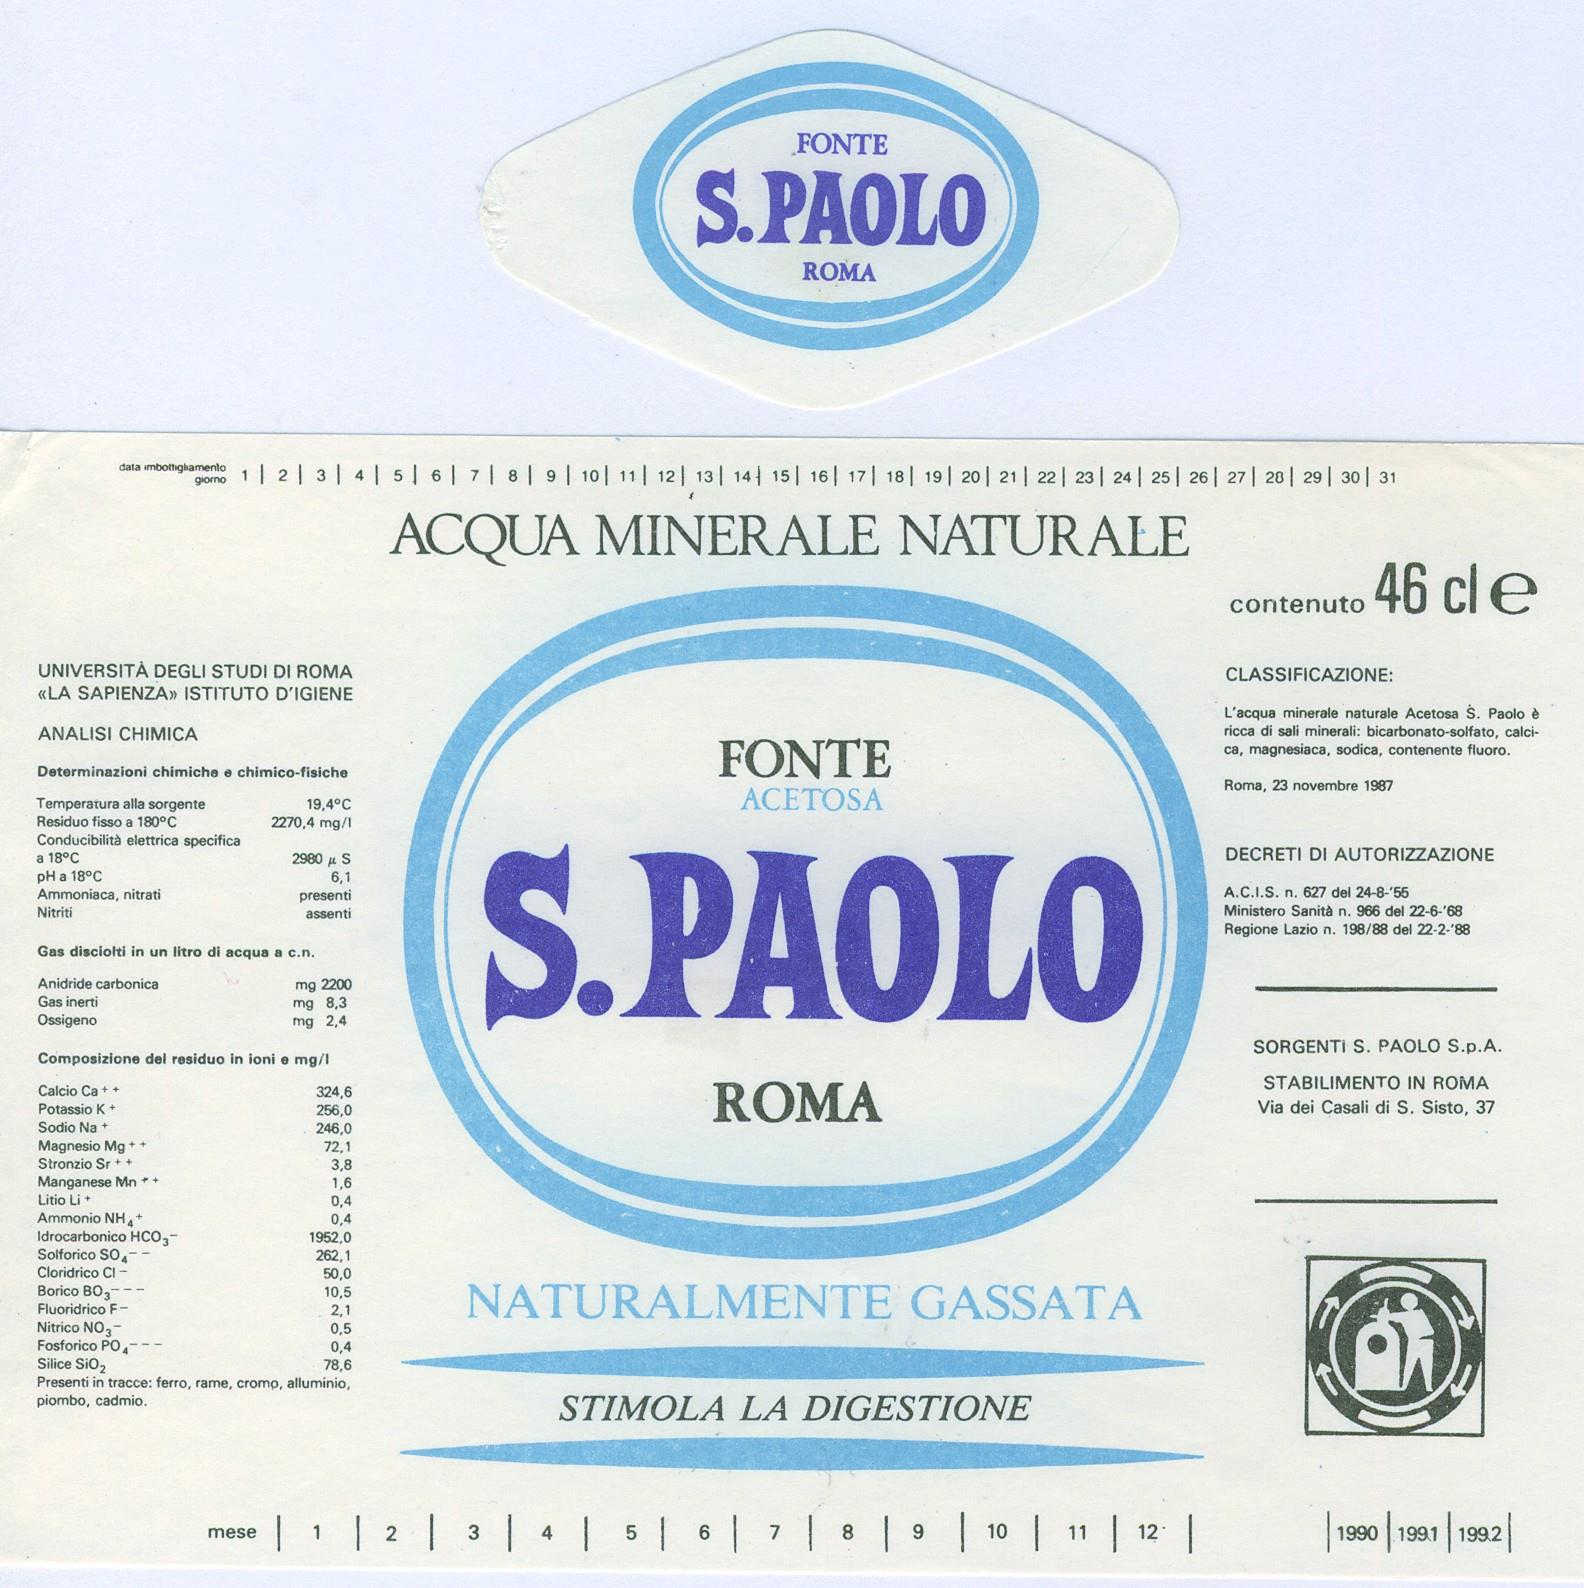 FONTE
S. PAOLO
ROMA
data imbottigliamento
giorno 1 | 2 | 3 | 4 | 5 | 6 | 7 | 8 | 9 | 10 | 11 | 12 | 13 | 14 | 15 | 16 | 17 | 18 | 19 | 20 | 21 | 22 | 23 | 24 | 25 | 26 | 27 | 28 | 29 | 30 | 31
ACQUA MINERALE NATURALE
contenuto 46 cl e
UNIVERSITÀ DEGLI STUDI DI ROMA
«LA SAPIENZA» ISTITUTO D'IGIENE
ANALISI CHIMICA
Determinazioni chimiche e chimico-fisiche
Temperatura alla sorgente 19,4°C
Residuo fisso a 180°C 2270,4 mg/l
Conducibilità elettrica specifica
a 18°C 2980 µ S
pH a 18°C 6,1
Ammoniaca, nitrati presenti
Nitriti assenti
Gas disciolti in un litro di acqua a c.n.
Anidride carbonica mg 2200
Gas inerti mg 8,3
Ossigeno mg 2,4
Composizione del residuo in ioni e mg/l
Calcio Ca++ 324,6
Potassio K+ 256,0
Sodio Na+ 246,0
Magnesio Mg++ 72,1
Stronzio Sr++ 3,8
Manganese Mn++ 1,6
Litio Li+ 0,4
Ammonio NH4+ 0,4
Idrocarbonico HCO3- 1952,0
Solforico SO4-- 262,1
Cloridrico Cl- 50,0
Borico BO3--- 10,5
Fluoridrico F- 2,1
Nitrico NO3- 0,5
Fosforico PO4--- 0,4
Silice SiO2 78,6
Presenti in tracce: ferro, rame, cromo, alluminio,
piombo, cadmio.
FONTE
ACETOSA
S. PAOLO
ROMA
NATURALMENTE GASSATA
STIMOLA LA DIGESTIONE
CLASSIFICAZIONE:
L'acqua minerale naturale Acetosa S. Paolo è
ricca di sali minerali: bicarbonato-solfato, calci-
ca, magnesiaca, sodica, contenente fluoro.
Roma, 23 novembre 1987
DECRETI DI AUTORIZZAZIONE
A.C.I.S. n. 627 del 24-8-'55
Ministero Sanità n. 966 del 22-6-'68
Regione Lazio n. 198/88 del 22-2-'88
SORGENTI S. PAOLO S.p.A.
STABILIMENTO IN ROMA
Via dei Casali di S. Sisto, 37
mese | 1 | 2 | 3 | 4 | 5 | 6 | 7 | 8 | 9 | 10 | 11 | 12 | | 1990 | 1991 | 1992 |